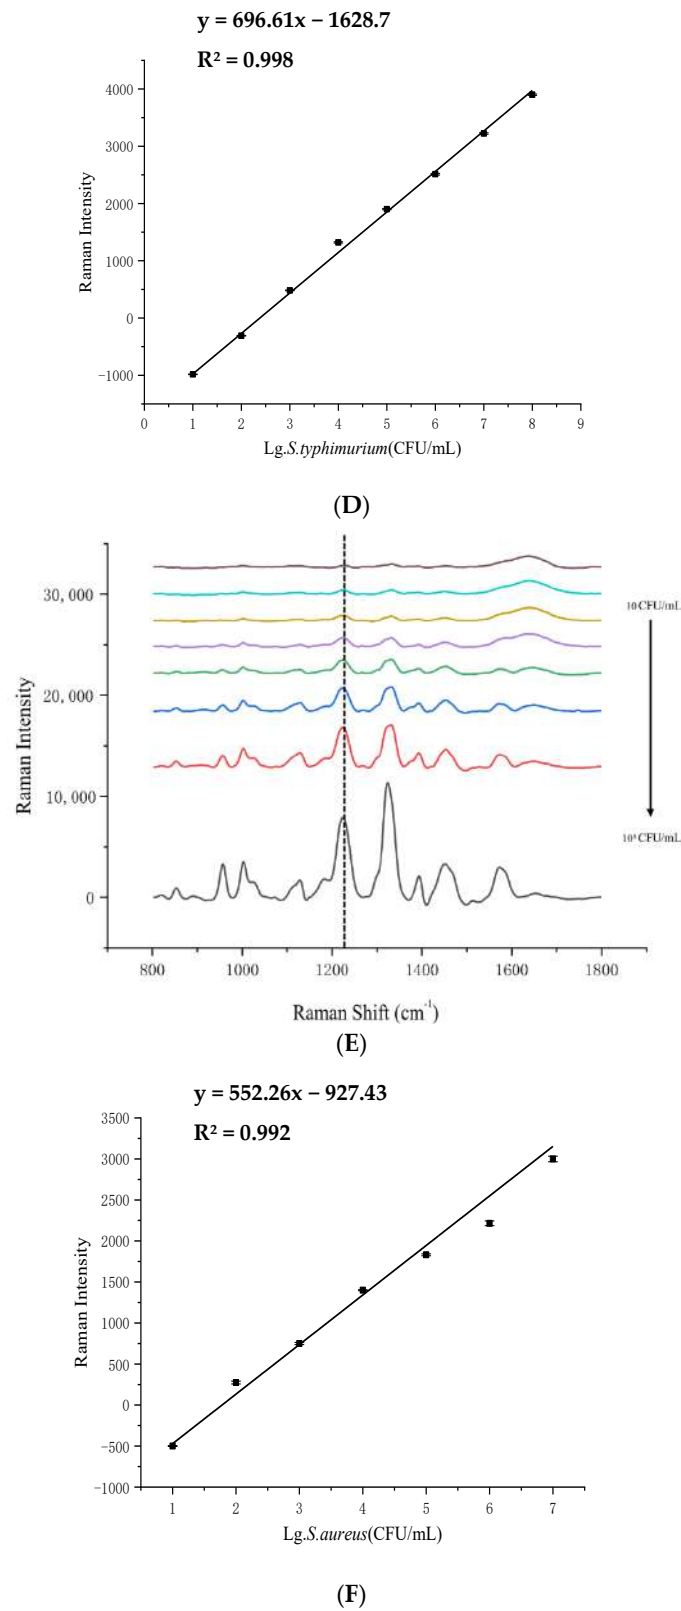 y = 696.61x − 1628.7
R² = 0.998
4000
3000
2000
1000
0
−1000
Raman Intensity
0 1 2 3 4 5 6 7 8 9
Lg.S.typhimurium(CFU/mL)
(D)
30,000
20,000
10,000
0
Raman Intensity
10 CFU/mL
10⁸ CFU/mL
800 1000 1200 1400 1600 1800
Raman Shift (cm⁻¹)
(E)
y = 552.26x − 927.43
R² = 0.992
3500
3000
2500
2000
1500
1000
500
0
−500
−1000
Raman Intensity
1 2 3 4 5 6 7
Lg.S.aureus(CFU/mL)
(F)